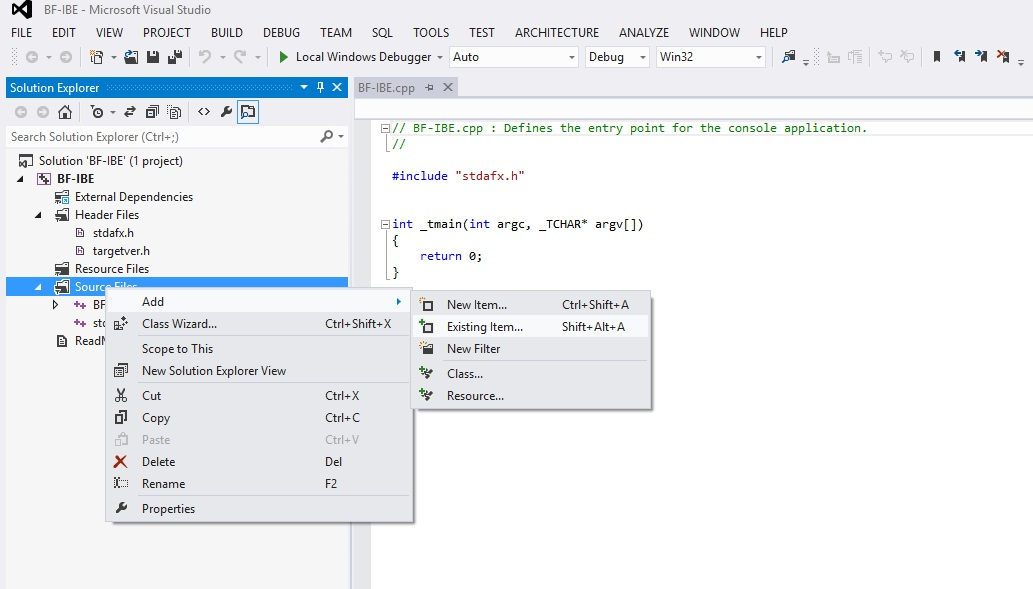 BF-IBE - Microsoft Visual Studio
FILE EDIT VIEW PROJECT BUILD DEBUG TEAM SQL TOOLS TEST ARCHITECTURE ANALYZE WINDOW HELP
Local Windows Debugger Auto Debug Win32
Solution Explorer
BF-IBE.cpp
Search Solution Explorer (Ctrl+;)
Solution 'BF-IBE' (1 project)
BF-IBE
External Dependencies
Header Files
stdafx.h
targetver.h
Resource Files
Source Files
BF
std
ReadM
// BF-IBE.cpp : Defines the entry point for the console application.
//
#include "stdafx.h"
int _tmain(int argc, _TCHAR* argv[])
{
return 0;
}
Add
Class Wizard... Ctrl+Shift+X
Scope to This
New Solution Explorer View
Cut Ctrl+X
Copy Ctrl+C
Paste Ctrl+V
Delete Del
Rename F2
Properties
New Item... Ctrl+Shift+A
Existing Item... Shift+Alt+A
New Filter
Class...
Resource...